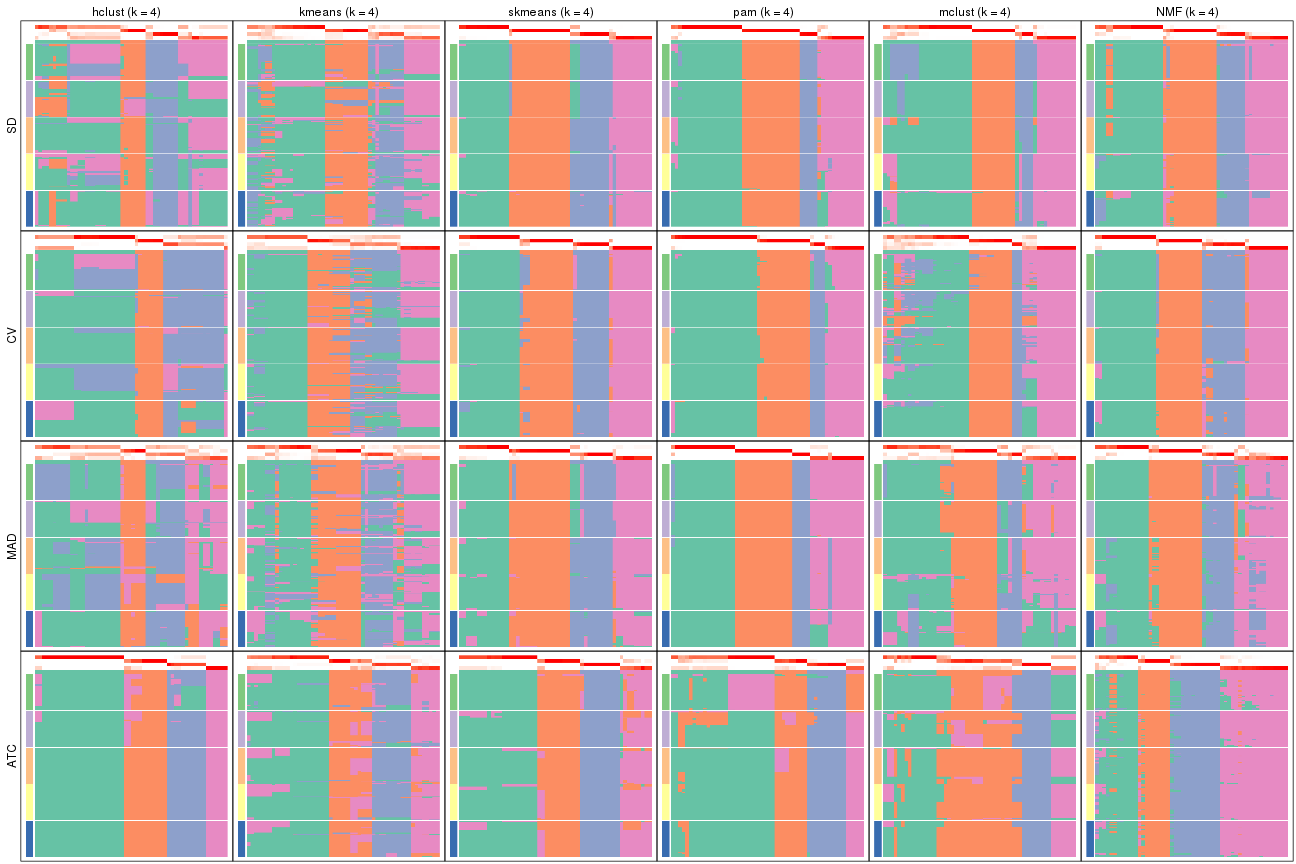 hclust (k = 4) kmeans (k = 4) skmeans (k = 4) pam (k = 4) mclust (k = 4) NMF (k = 4)
SD
CV
MAD
ATC